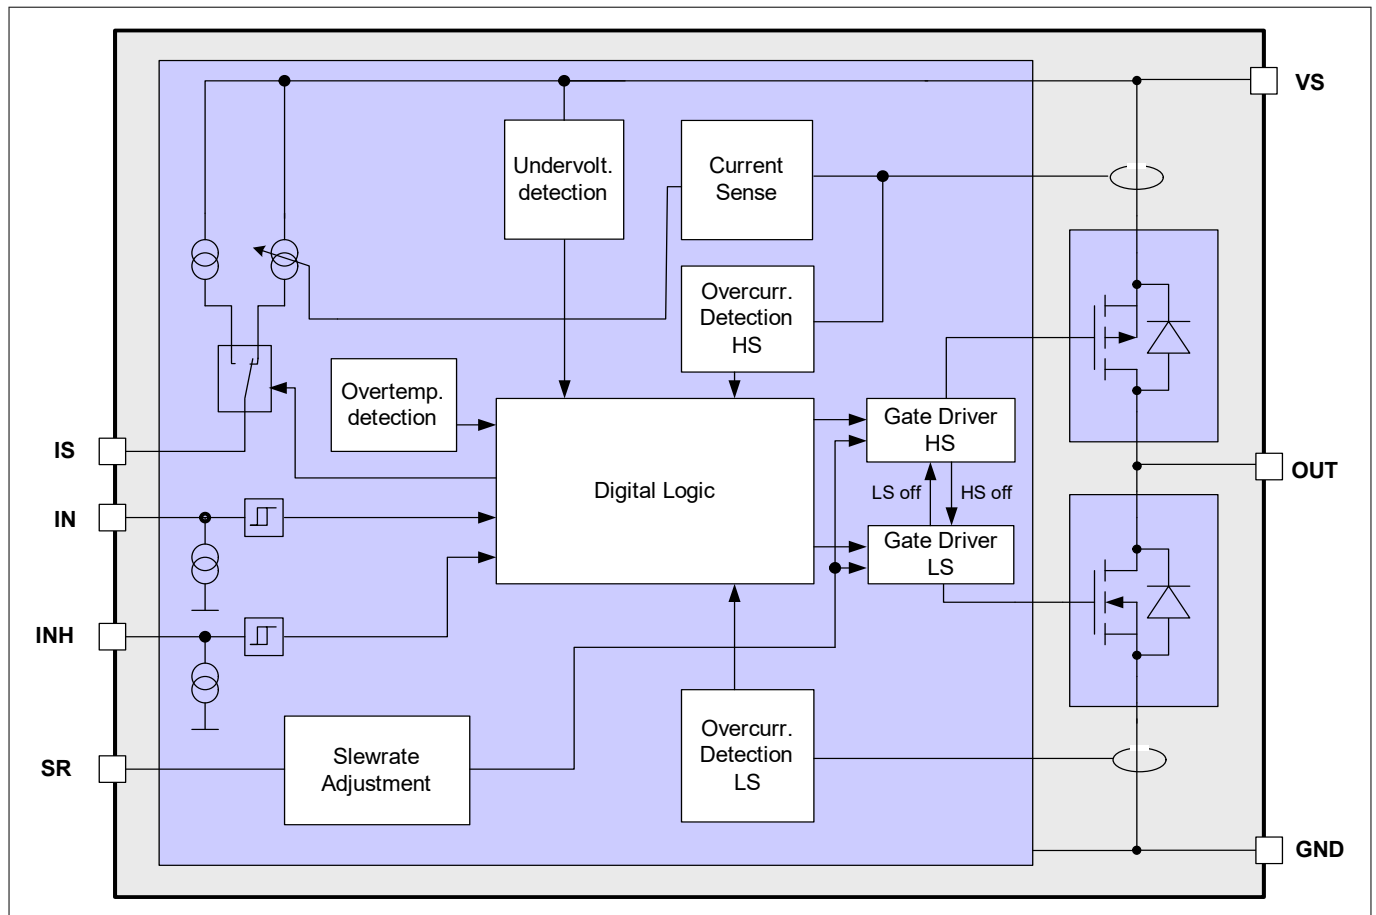 VS
Undervolt.
detection
Current
Sense
Overcurr.
Detection
HS
Overtemp.
detection
Gate Driver
HS
IS
OUT
Digital Logic
LS off
HS off
IN
Gate Driver
LS
INH
Overcurr.
Detection
LS
SR
Slewrate
Adjustment
GND